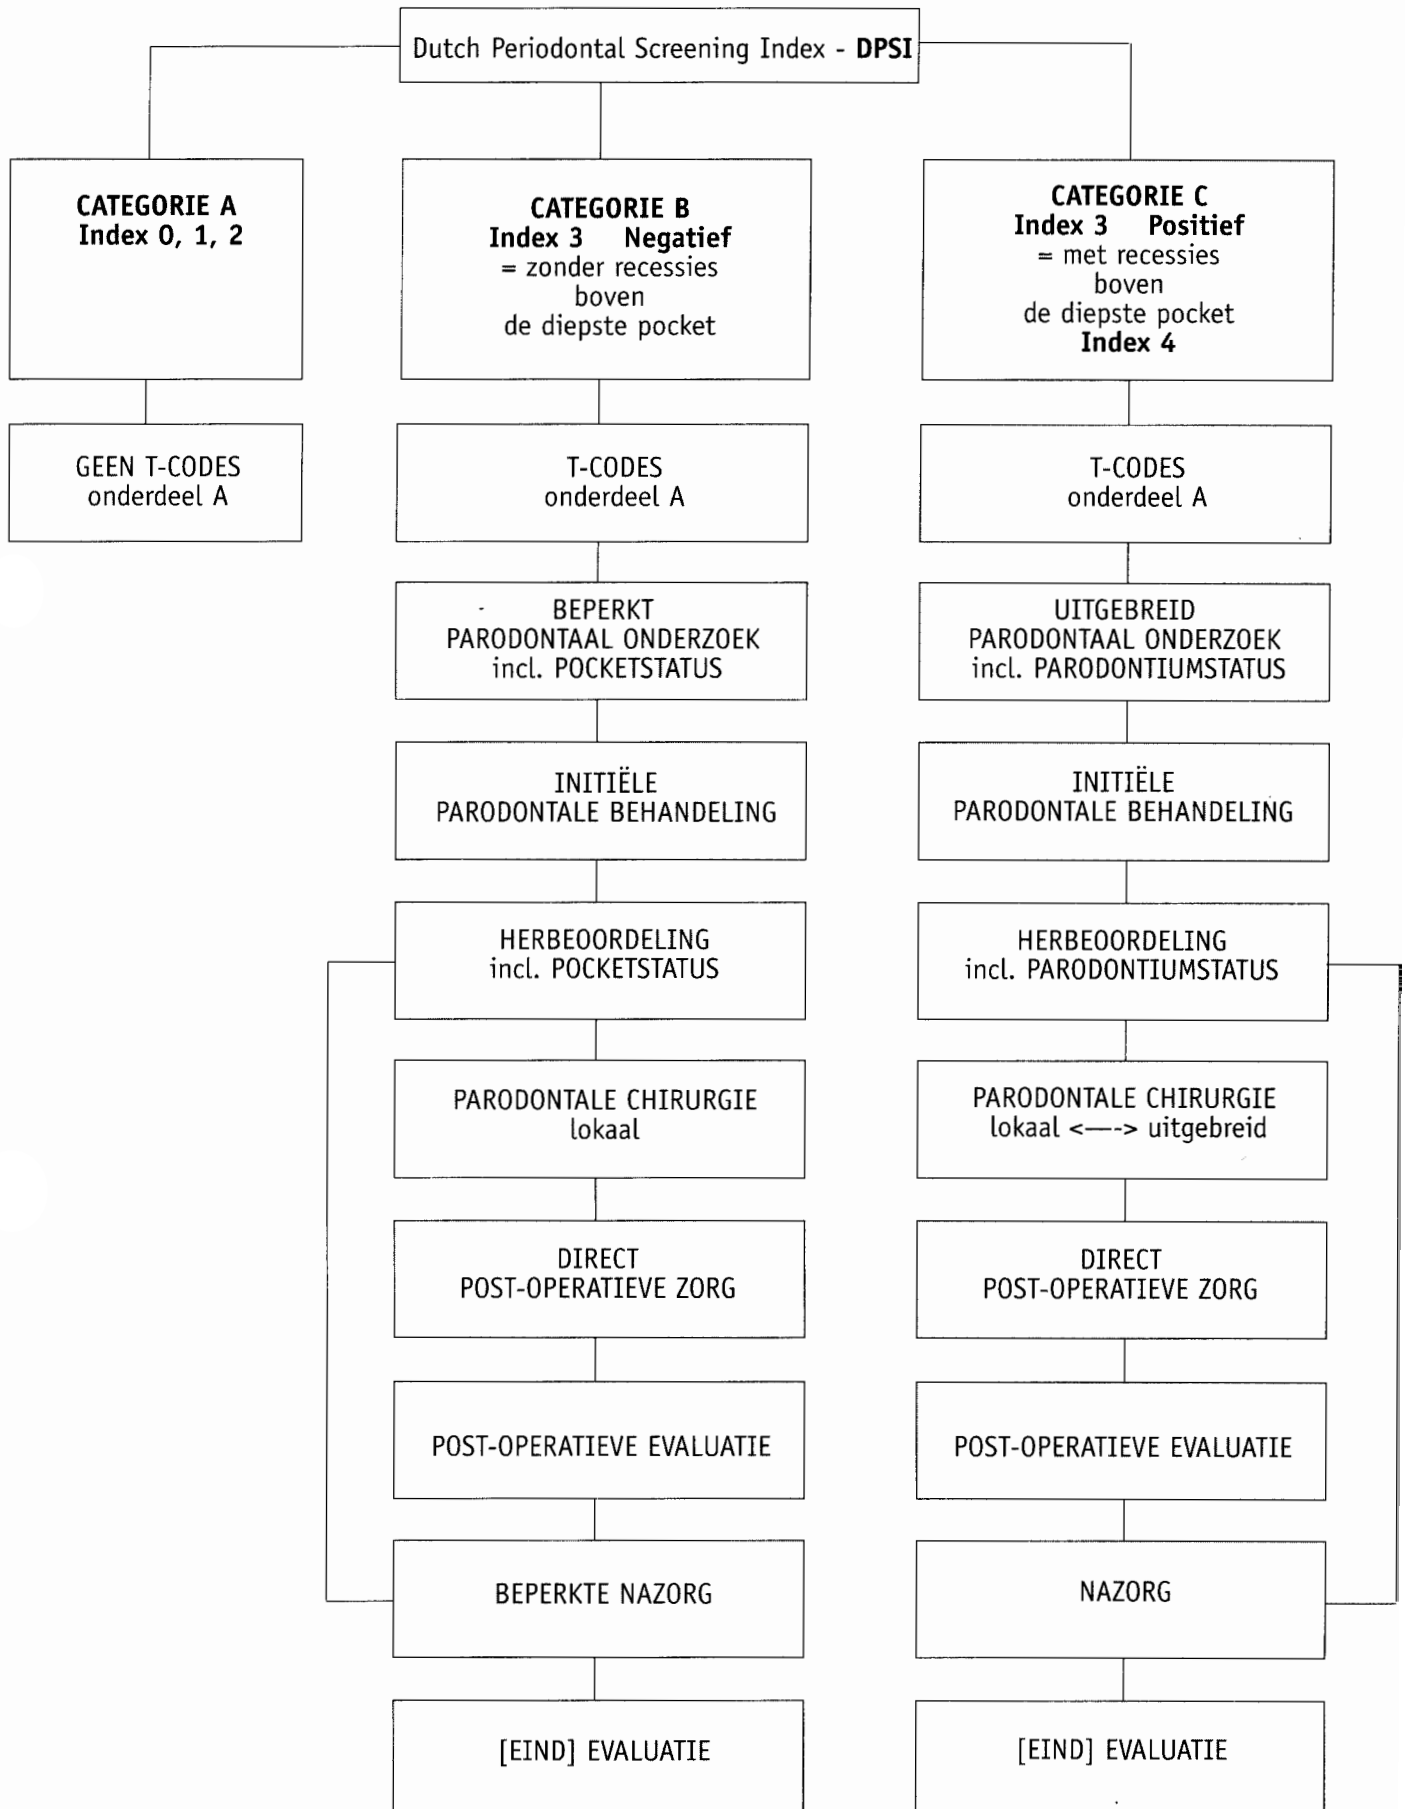 Dutch Periodontal Screening Index - DPSI
CATEGORIE A
Index 0, 1, 2
GEEN T-CODES
onderdeel A
CATEGORIE B
Index 3 Negatief
= zonder recessies
boven
de diepste pocket
T-CODES
onderdeel A
BEPERKT
PARODONTAAL ONDERZOEK
incl. POCKETSTATUS
INITIËLE
PARODONTALE BEHANDELING
HERBEOORDELING
incl. POCKETSTATUS
PARODONTALE CHIRURGIE
lokaal
DIRECT
POST-OPERATIEVE ZORG
POST-OPERATIEVE EVALUATIE
BEPERKTE NAZORG
[EIND] EVALUATIE
CATEGORIE C
Index 3 Positief
= met recessies
boven
de diepste pocket
Index 4
T-CODES
onderdeel A
UITGEBREID
PARODONTAAL ONDERZOEK
incl. PARODONTIUMSTATUS
INITIËLE
PARODONTALE BEHANDELING
HERBEOORDELING
incl. PARODONTIUMSTATUS
PARODONTALE CHIRURGIE
lokaal <----> uitgebreid
DIRECT
POST-OPERATIEVE ZORG
POST-OPERATIEVE EVALUATIE
NAZORG
[EIND] EVALUATIE